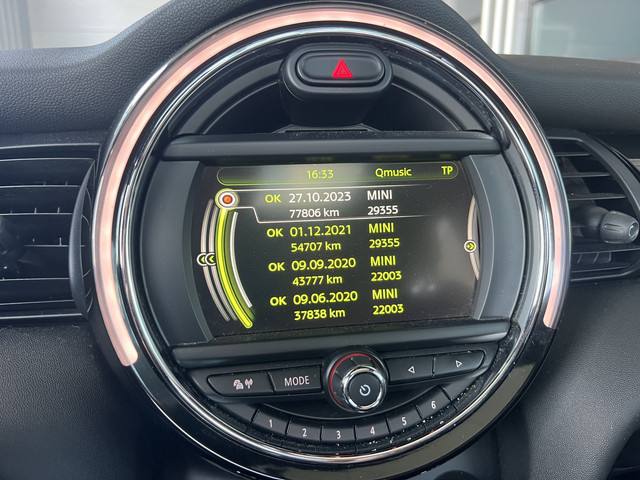 16:33 Qmusic TP
OK 27.10.2023 MINI
77806 km 29355
OK 01.12.2021 MINI
54707 km 29355
OK 09.09.2020 MINI
43777 km 22003
OK 09.06.2020 MINI
37838 km 22003
MODE
1 2 3 4 5 6